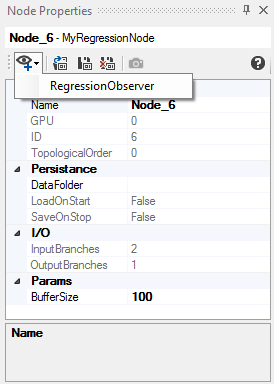 Node Properties
Node_6 - MyRegressionNode
RegressionObserver
Name Node_6
GPU 0
ID 6
TopologicalOrder 0
Persistance
DataFolder
LoadOnStart False
SaveOnStop False
I/O
InputBranches 2
OutputBranches 1
Params
BufferSize 100
Name